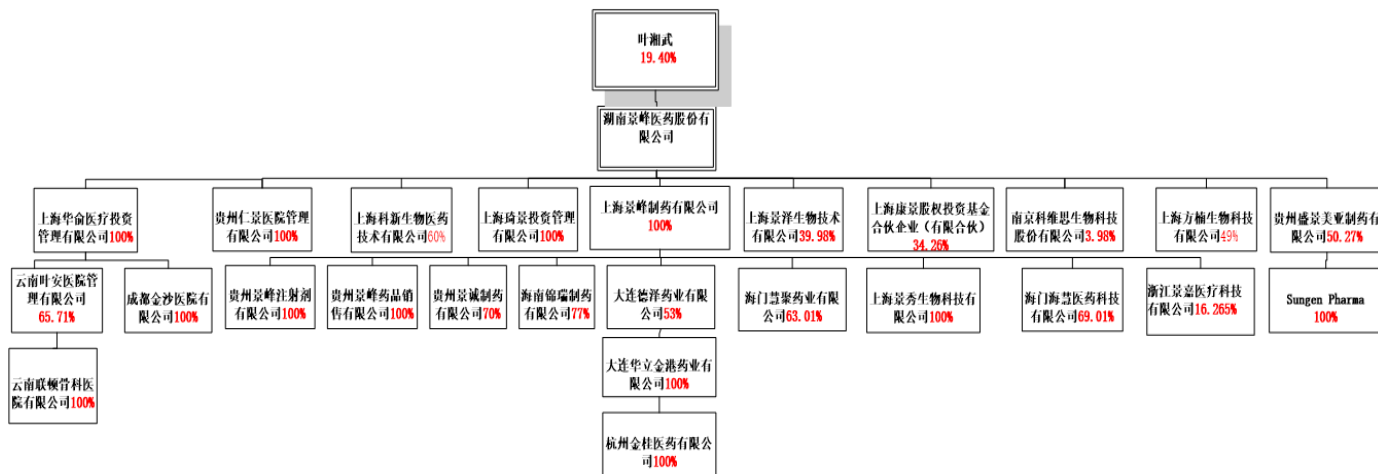 叶湘武
19.40%
湖南景峰医药股份有
限公司
上海华俞医疗投资
管理有限公司100%
贵州仁景医院管理
有限公司100%
上海科新生物医药
技术有限公司60%
上海琦景投资管理
有限公司100%
上海景峰制药有限公司
100%
上海景泽生物技术
有限公司39.98%
上海康景股权投资基金
合伙企业（有限合伙）
34.26%
南京科维思生物科技
股份有限公司3.98%
上海方楠生物科技
有限公司49%
贵州盛景美亚制药有
限公司50.27%
云南叶安医院管
理有限公司
65.71%
成都金沙医院有
限公司100%
贵州景峰注射剂
有限公司100%
贵州景峰药品销
售有限公司100%
贵州景诚制药
有限公司70%
海南锦瑞制药
有限公司77%
大连德泽药业有限
公司53%
海门慧聚药业有限
公司63.01%
上海景秀生物科技有
限公司100%
海门海慧医药科技
有限公司69.01%
浙江景嘉医疗科技
有限公司16.265%
Sungen Pharma
100%
云南联顿骨科医
院有限公司100%
大连华立金港药业有
限公司100%
杭州金桂医药有限公
司100%